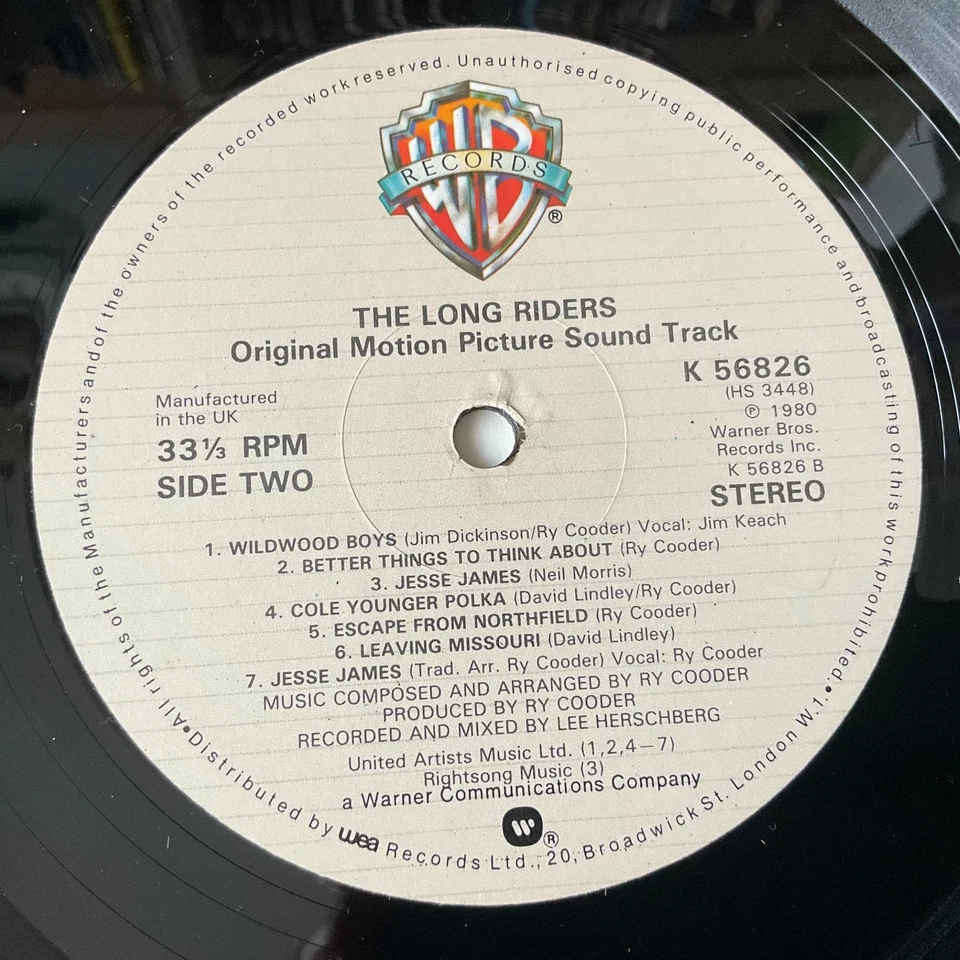 All rights of the Manufacturers and of the owners of the recorded work reserved. Unauthorised copying public performance and broadcasting of this work prohibited.
WB
RECORDS
®
THE LONG RIDERS
Original Motion Picture Sound Track
K 56826
(HS 3448)
℗ 1980
Warner Bros.
Records Inc.
K 56826 B
STEREO
Manufactured
in the UK
33⅓ RPM
SIDE TWO
1. WILDWOOD BOYS (Jim Dickinson/Ry Cooder) Vocal: Jim Keach
2. BETTER THINGS TO THINK ABOUT (Ry Cooder)
3. JESSE JAMES (Neil Morris)
4. COLE YOUNGER POLKA (David Lindley/Ry Cooder)
5. ESCAPE FROM NORTHFIELD (Ry Cooder)
6. LEAVING MISSOURI (David Lindley)
7. JESSE JAMES (Trad. Arr. Ry Cooder) Vocal: Ry Cooder
MUSIC COMPOSED AND ARRANGED BY RY COODER
PRODUCED BY RY COODER
RECORDED AND MIXED BY LEE HERSCHBERG
United Artists Music Ltd. (1,2,4–7)
Rightsong Music (3)
a Warner Communications Company
W®
•Distributed by wea Records Ltd., 20, Broadwick St. London W.1.•